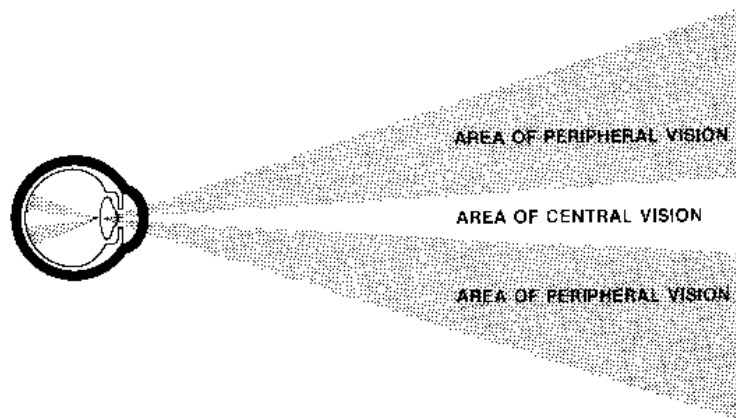 AREA OF PERIPHERAL VISION
AREA OF CENTRAL VISION
AREA OF PERIPHERAL VISION